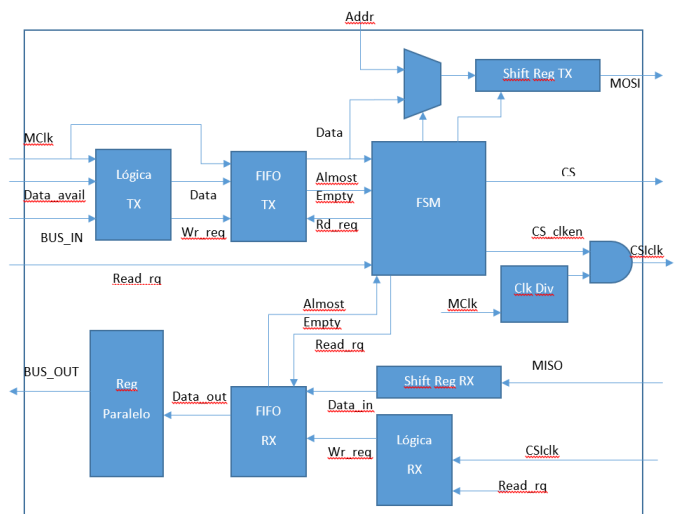 Addr
Shift Reg TX
MOSI
MClk
Data
Lógica
TX
FIFO
TX
Almost
Empty
FSM
CS
Data_avail
Data
BUS_IN
Wr_req
Rd_req
CS_clken
CSIclk
Read_rq
Clk Div
MClk
Almost
Empty
Read_rq
BUS_OUT
Reg
Paralelo
Data_out
FIFO
RX
Shift Reg RX
MISO
Data_in
Wr_req
Lógica
RX
CSIclk
Read_rq